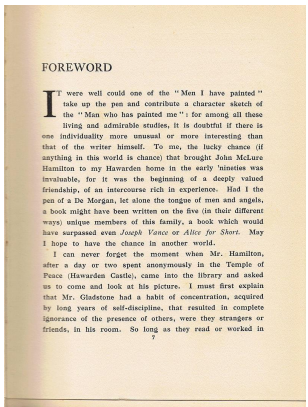 FOREWORD
IT were well could one of the "Men I have painted"
take up the pen and contribute a character sketch of
the "Man who has painted me": for among all these
living and admirable studies, it is doubtful if there is
one individuality more unusual or more interesting than
that of the writer himself. To me, the lucky chance (if
anything in this world is chance) that brought John McLure
Hamilton to my Hawarden home in the early 'nineties was
invaluable, for it was the beginning of a deeply valued
friendship, of an intercourse rich in experience. Had I the
pen of a De Morgan, let alone the tongue of men and angels,
a book might have been written on the five (in their different
ways) unique members of this family, a book which would
have surpassed even Joseph Vance or Alice for Short. May
I hope to have the chance in another world.
I can never forget the moment when Mr. Hamilton,
after a day or two spent anonymously in the Temple of
Peace (Hawarden Castle), came into the library and asked
us to come and look at his picture. I must first explain
that Mr. Gladstone had a habit of concentration, acquired
by long years of self-discipline, that resulted in complete
ignorance of the presence of others, were they strangers or
friends, in his room. So long as they read or worked in
7